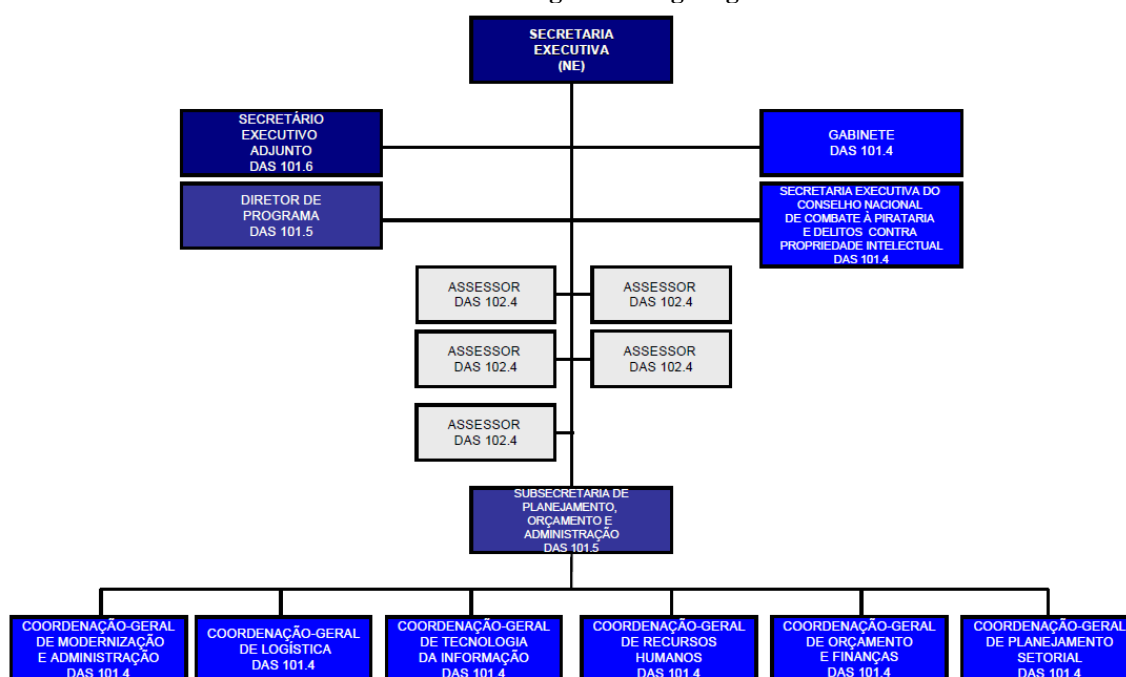 SECRETARIA
EXECUTIVA
(NE)
SECRETÁRIO
EXECUTIVO
ADJUNTO
DAS 101.6
GABINETE
DAS 101.4
DIRETOR DE
PROGRAMA
DAS 101.5
SECRETARIA EXECUTIVA DO
CONSELHO NACIONAL
DE COMBATE À PIRATARIA
E DELITOS CONTRA
PROPRIEDADE INTELECTUAL
DAS 101.4
ASSESSOR
DAS 102.4
ASSESSOR
DAS 102.4
ASSESSOR
DAS 102.4
ASSESSOR
DAS 102.4
ASSESSOR
DAS 102.4
SUBSECRETARIA DE
PLANEJAMENTO,
ORÇAMENTO E
ADMINISTRAÇÃO
DAS 101.5
COORDENAÇÃO-GERAL
DE MODERNIZAÇÃO
E ADMINISTRAÇÃO
DAS 101.4
COORDENAÇÃO-GERAL
DE LOGÍSTICA
DAS 101.4
COORDENAÇÃO-GERAL
DE TECNOLOGIA
DA INFORMAÇÃO
DAS 101.4
COORDENAÇÃO-GERAL
DE RECURSOS
HUMANOS
DAS 101.4
COORDENAÇÃO-GERAL
DE ORÇAMENTO
E FINANÇAS
DAS 101.4
COORDENAÇÃO-GERAL
DE PLANEJAMENTO
SETORIAL
DAS 101.4